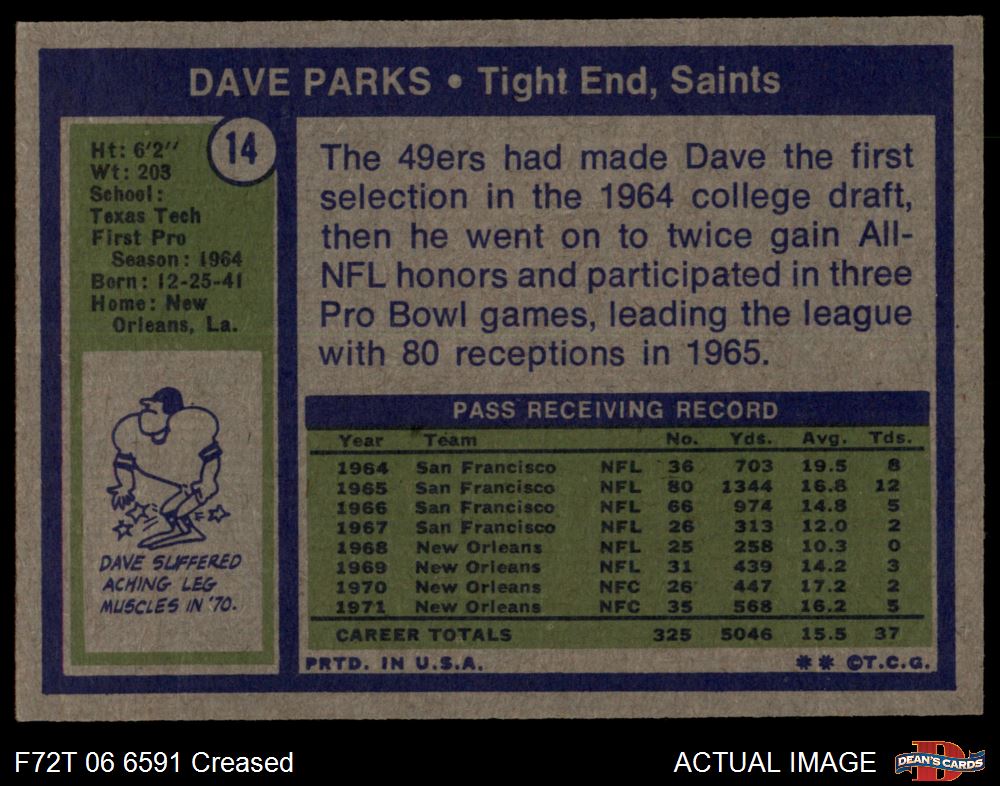 DAVE PARKS • Tight End, Saints
14
Ht: 6'2''
Wt: 203
School:
Texas Tech
First Pro
Season: 1964
Born: 12-25-41
Home: New
Orleans, La.
The 49ers had made Dave the first
selection in the 1964 college draft,
then he went on to twice gain All-
NFL honors and participated in three
Pro Bowl games, leading the league
with 80 receptions in 1965.
DAVE SUFFERED
ACHING LEG
MUSCLES IN '70.
PASS RECEIVING RECORD
Year Team No. Yds. Avg. Tds.
1964 San Francisco NFL 36 703 19.5 8
1965 San Francisco NFL 80 1344 16.8 12
1966 San Francisco NFL 66 974 14.8 5
1967 San Francisco NFL 26 313 12.0 2
1968 New Orleans NFL 25 258 10.3 0
1969 New Orleans NFL 31 439 14.2 3
1970 New Orleans NFC 26 447 17.2 2
1971 New Orleans NFC 35 568 16.2 5
CAREER TOTALS 325 5046 15.5 37
PRTD. IN U.S.A. ** ©T.C.G.
F72T 06 6591 Creased
ACTUAL IMAGE
D
DEAN'S CARDS